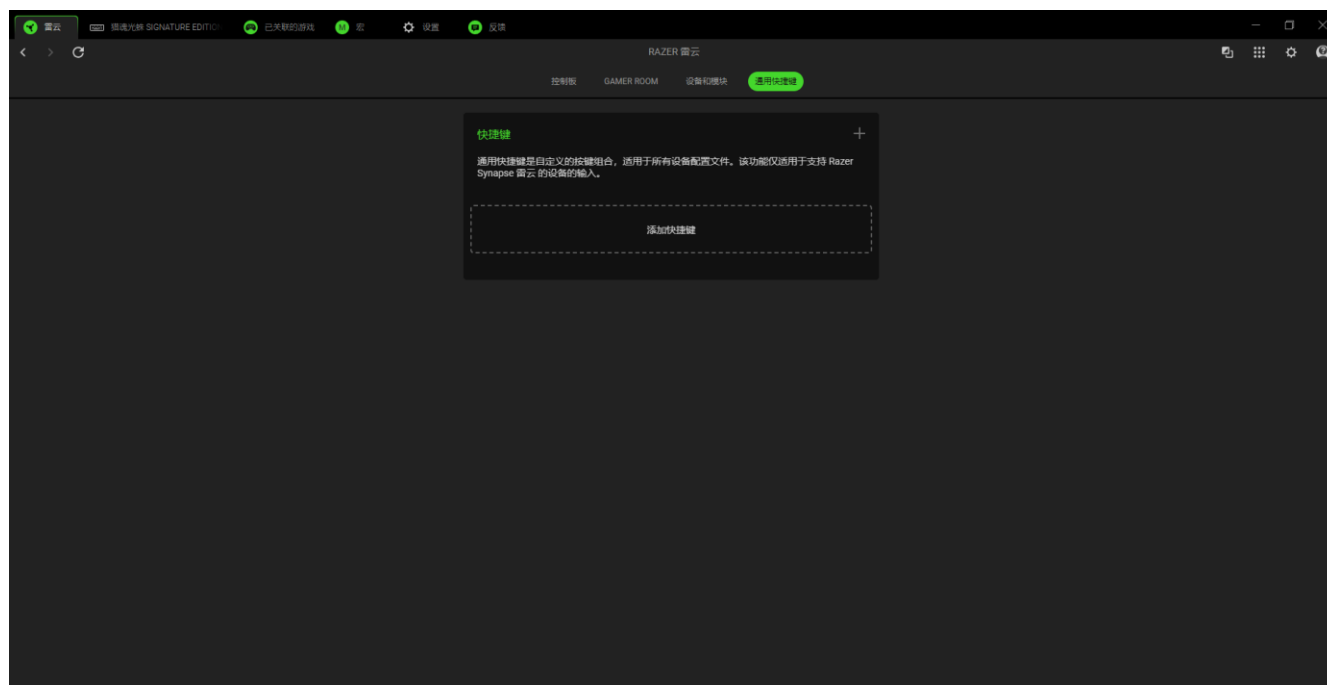 雷云
猎魂光蛛 SIGNATURE EDITION
已关联的游戏
宏
设置
反馈
RAZER 雷云
控制板
GAMER ROOM
设备和模块
通用快捷键
快捷键
通用快捷键是自定义的按键组合，适用于所有设备配置文件。该功能仅适用于支持 Razer
Synapse 雷云 的设备的输入。
添加快捷键